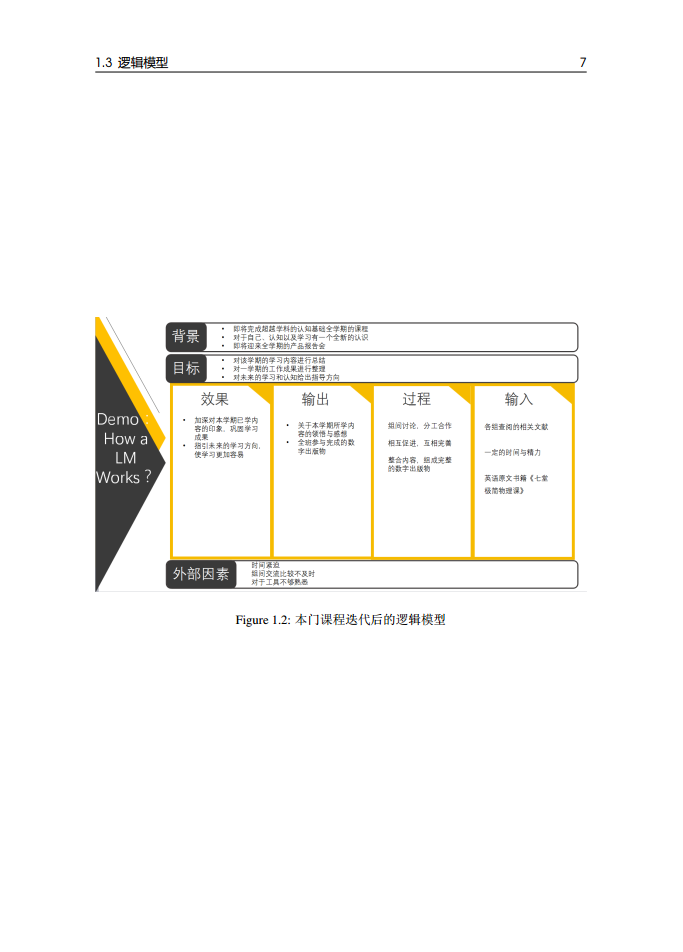 1.3 逻辑模型 7
Demo：
How a
LM
Works？
背景
• 即将完成超越学科的认知基础全学期的课程
• 对于自己、认知以及学习有一个全新的认识
• 即将迎来全学期的产品报告会
目标
• 对该学期的学习内容进行总结
• 对一学期的工作成果进行整理
• 对未来的学习和认知给出指导方向
效果
• 加深对本学期已学内
容的印象，巩固学习
成果
• 指引未来的学习方向，
使学习更加容易
输出
• 关于本学期所学内
容的领悟与感想
• 全班参与完成的数
字出版物
过程
组间讨论，分工合作
相互促进，互相完善
整合内容，组成完整
的数字出版物
输入
各组查阅的相关文献
一定的时间与精力
英语原文书籍《七堂
极简物理课》
外部因素
时间紧迫
组间交流比较不及时
对于工具不够熟悉
Figure 1.2: 本门课程迭代后的逻辑模型